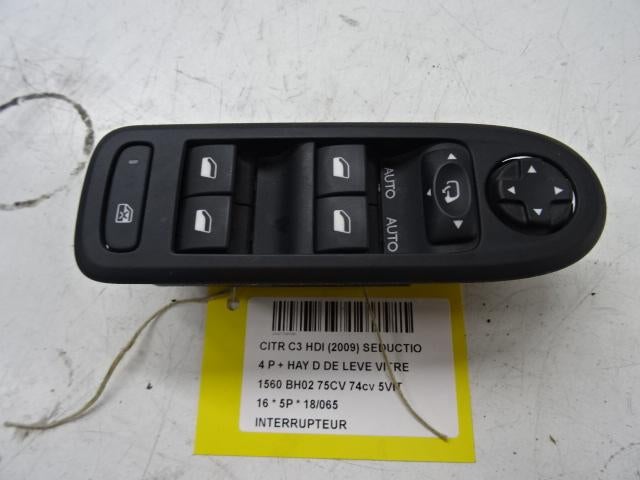 AUTO
AUTO
CITR C3 HDI (2009) SEDUCTIO
4 P + HAY D DE LEVE VITRE
1560 BH02 75CV 74cv 5VIT
16 * 5P * 18/065
INTERRUPTEUR